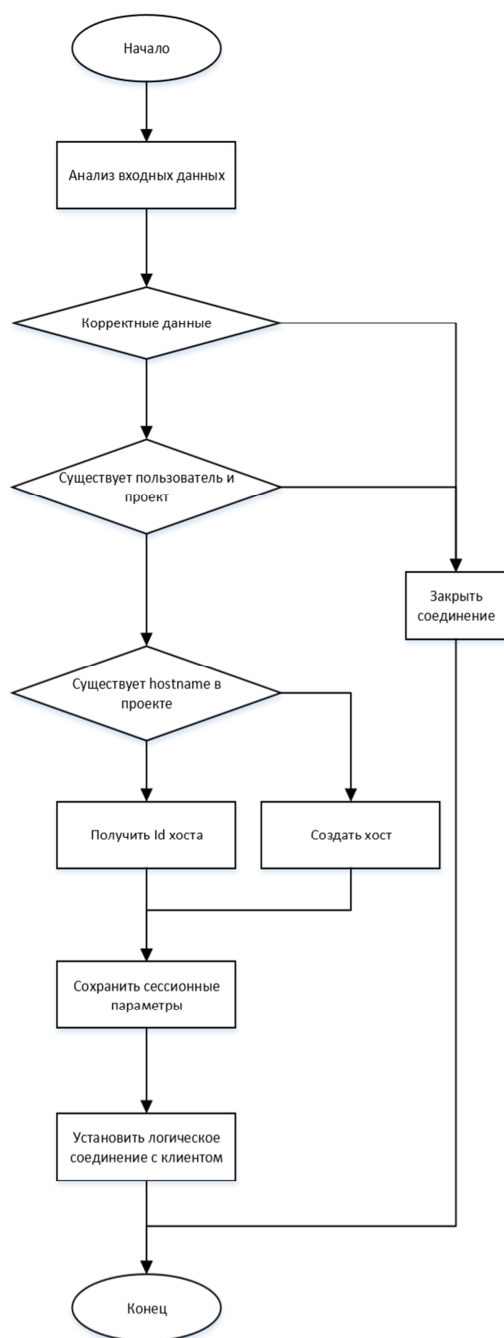 Начало
Анализ входных данных
Корректные данные
Существует пользователь и
проект
Закрыть
соединение
Существует hostname в
проекте
Получить Id хоста
Создать хост
Сохранить сессионные
параметры
Установить логическое
соединение с клиентом
Конец